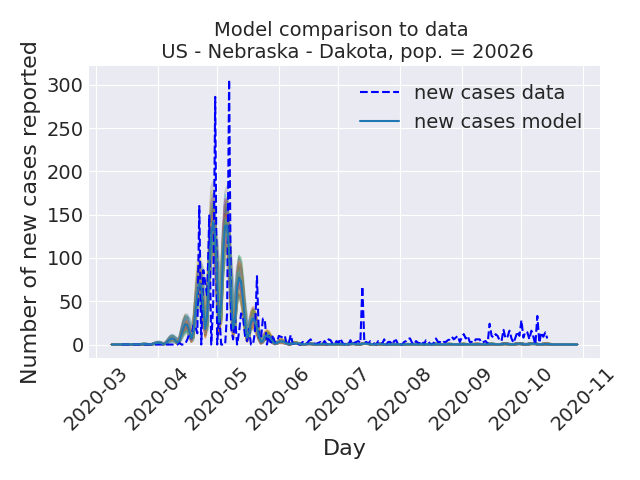 Model comparison to data
US - Nebraska - Dakota, pop. = 20026
Number of new cases reported
300
250
200
150
100
50
0
new cases data
new cases model
2020-03
2020-04
2020-05
2020-06
2020-07
2020-08
2020-09
2020-10
2020-11
Day